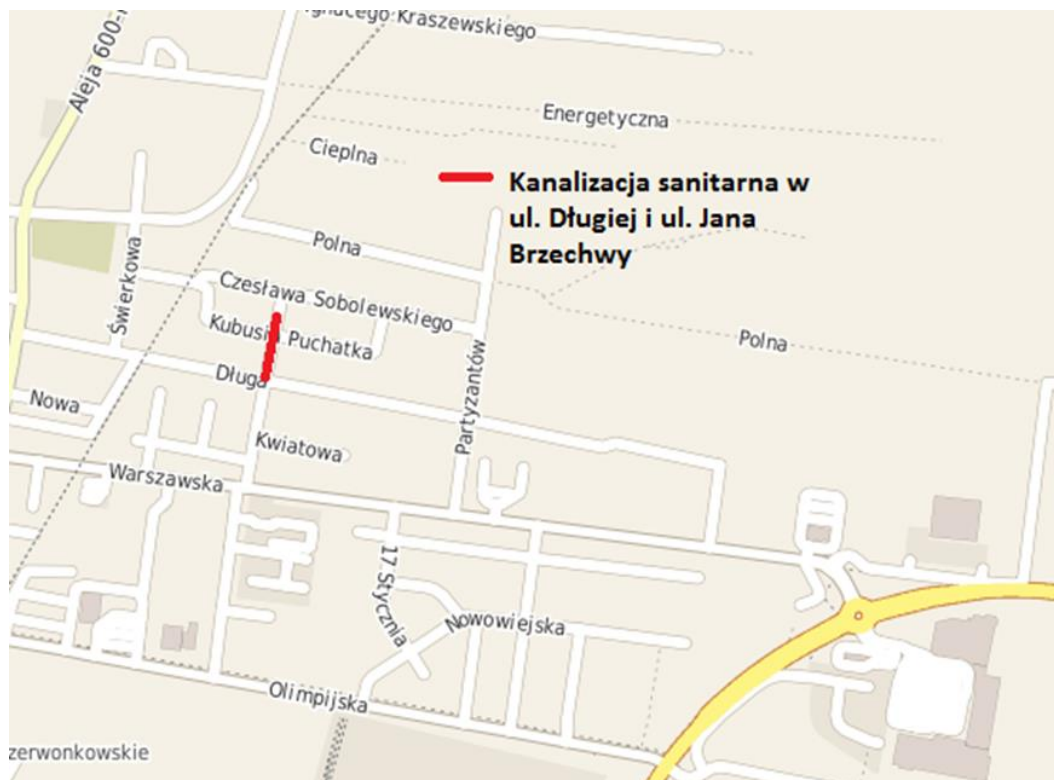 Ignacego Kraszewskiego
Aleja 600-
Energetyczna
Cieplna
Kanalizacja sanitarna w
ul. Długiej i ul. Jana
Brzechwy
Polna
Świerkowa
Czesława Sobolewskiego
Kubusia Puchatka
Polna
Długa
Partyzantów
Nowa
Kwiatowa
Warszawska
17 Stycznia
Nowowiejska
Olimpijska
zerwonkowskie